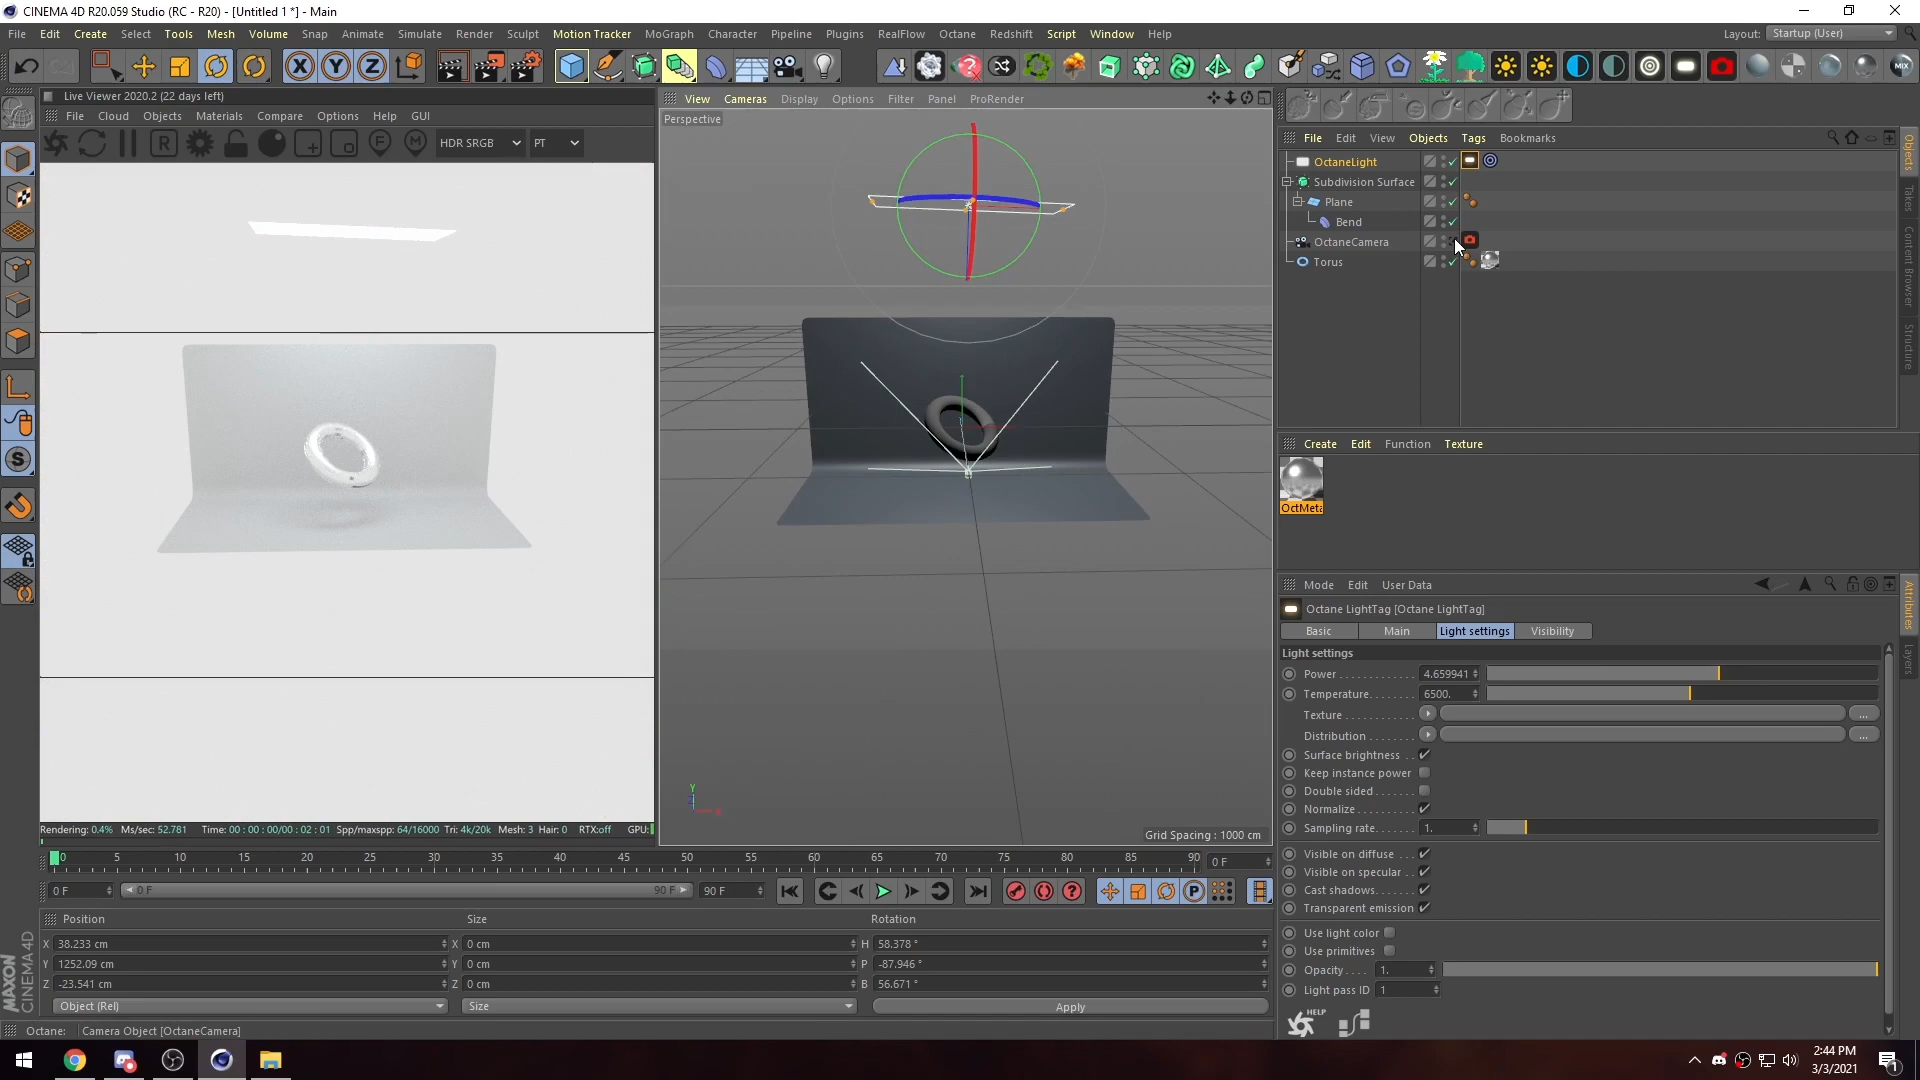 CINEMA 4D R20.059 Studio (RC - R20) - [Untitled 1 *] - Main
File Edit Create Select Tools Mesh Volume Snap Animate Simulate Render Sculpt Motion Tracker MoGraph Character Pipeline Plugins RealFlow Octane Redshift Script Window Help Layout: Startup (User)
X Y Z MIX
Live Viewer 2020.2 (22 days left)
File Cloud Objects Materials Compare Options Help GUI
R F M HDR SRGB PT
View Cameras Display Options Filter Panel ProRender
Perspective
Y
Z X
Grid Spacing : 1000 cm
File Edit View Objects Tags Bookmarks
OctaneLight
Subdivision Surface
Plane
Bend
OctaneCamera
Torus
Objects
Takes
Content Browser
Structure
Create Edit Function Texture
OctMeta
Mode Edit User Data
Octane LightTag [Octane LightTag]
Basic Main Light settings Visibility
Light settings
Power 4.659941
Temperature 6500.
Texture ...
Distribution ...
Surface brightness
Keep instance power
Double sided
Normalize
Sampling rate 1.
Visible on diffuse
Visible on specular
Cast shadows
Transparent emission
Use light color
Use primitives
Opacity 1.
Light pass ID 1
HELP
Attributes
Layers
S
Rendering: 0.4% Ms/sec: 52.781 Time: 00 : 00 : 00/00 : 02 : 01 Spp/maxspp: 64/16000 Tri: 4k/20k Mesh: 3 Hair: 0 RTX:off GPU:
0 5 10 15 20 25 30 35 40 45 50 55 60 65 70 75 80 85 90 0 F
0 F 0 F 90 F 90 F P
Position Size Rotation
X 38.233 cm X 0 cm H 58.378 °
Y 1252.09 cm Y 0 cm P -87.946 °
Z -23.541 cm Z 0 cm B 56.671 °
Object (Rel) Size Apply
MAXON
CINEMA 4D
Octane: Camera Object [OctaneCamera]
2:44 PM
3/3/2021
1